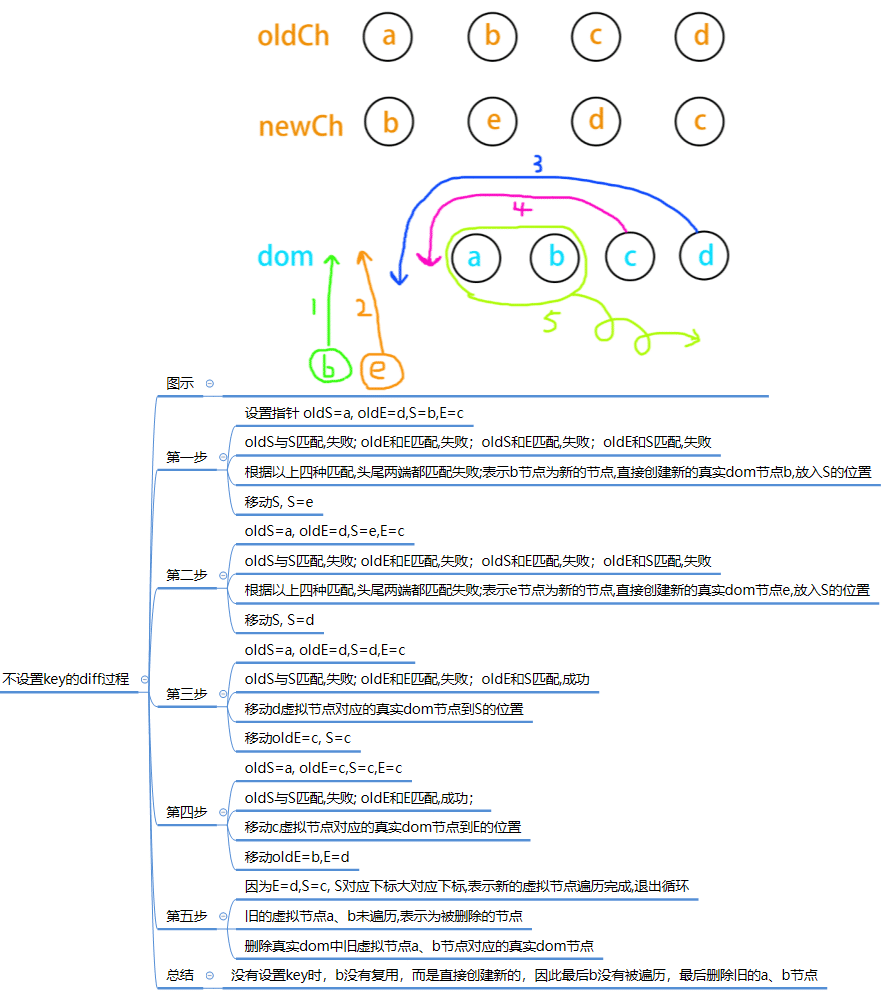 oldCh a b c d
newCh b e d c
3
4
dom a b c d
1 2 5
b e
图示
设置指针 oldS=a, oldE=d,S=b,E=c
oldS与S匹配,失败; oldE和E匹配,失败；oldS和E匹配,失败；oldE和S匹配,失败
第一步
根据以上四种匹配,头尾两端都匹配失败;表示b节点为新的节点,直接创建新的真实dom节点b,放入S的位置
移动S, S=e
oldS=a, oldE=d,S=e,E=c
oldS与S匹配,失败; oldE和E匹配,失败；oldS和E匹配,失败；oldE和S匹配,失败
第二步
根据以上四种匹配,头尾两端都匹配失败;表示e节点为新的节点,直接创建新的真实dom节点e,放入S的位置
移动S, S=d
oldS=a, oldE=d,S=d,E=c
不设置key的diff过程
oldS与S匹配,失败; oldE和E匹配,失败；oldE和S匹配,成功
第三步
移动d虚拟节点对应的真实dom节点到S的位置
移动oldE=c, S=c
oldS=a, oldE=c,S=c,E=c
oldS与S匹配,失败; oldE和E匹配,成功；
第四步
移动c虚拟节点对应的真实dom节点到E的位置
移动oldE=b,E=d
因为E=d,S=c, S对应下标大对应下标,表示新的虚拟节点遍历完成,退出循环
第五步
旧的虚拟节点a、b未遍历,表示为被删除的节点
删除真实dom中旧虚拟节点a、b节点对应的真实dom节点
总结
没有设置key时，b没有复用，而是直接创建新的，因此最后b没有被遍历，最后删除旧的a、b节点